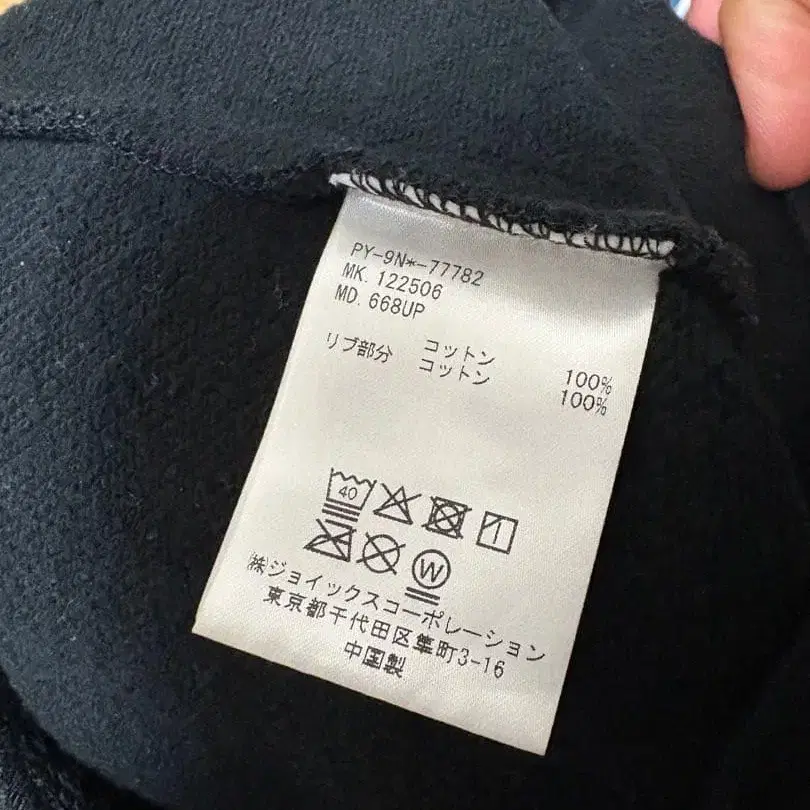 PY-9N*-77782
MK. 122506
MD. 668UP
コットン 100%
リブ部分 コットン 100%
40
W
㈱ジョイックスコーポレーション
東京都千代田区隼町3-16
中国製